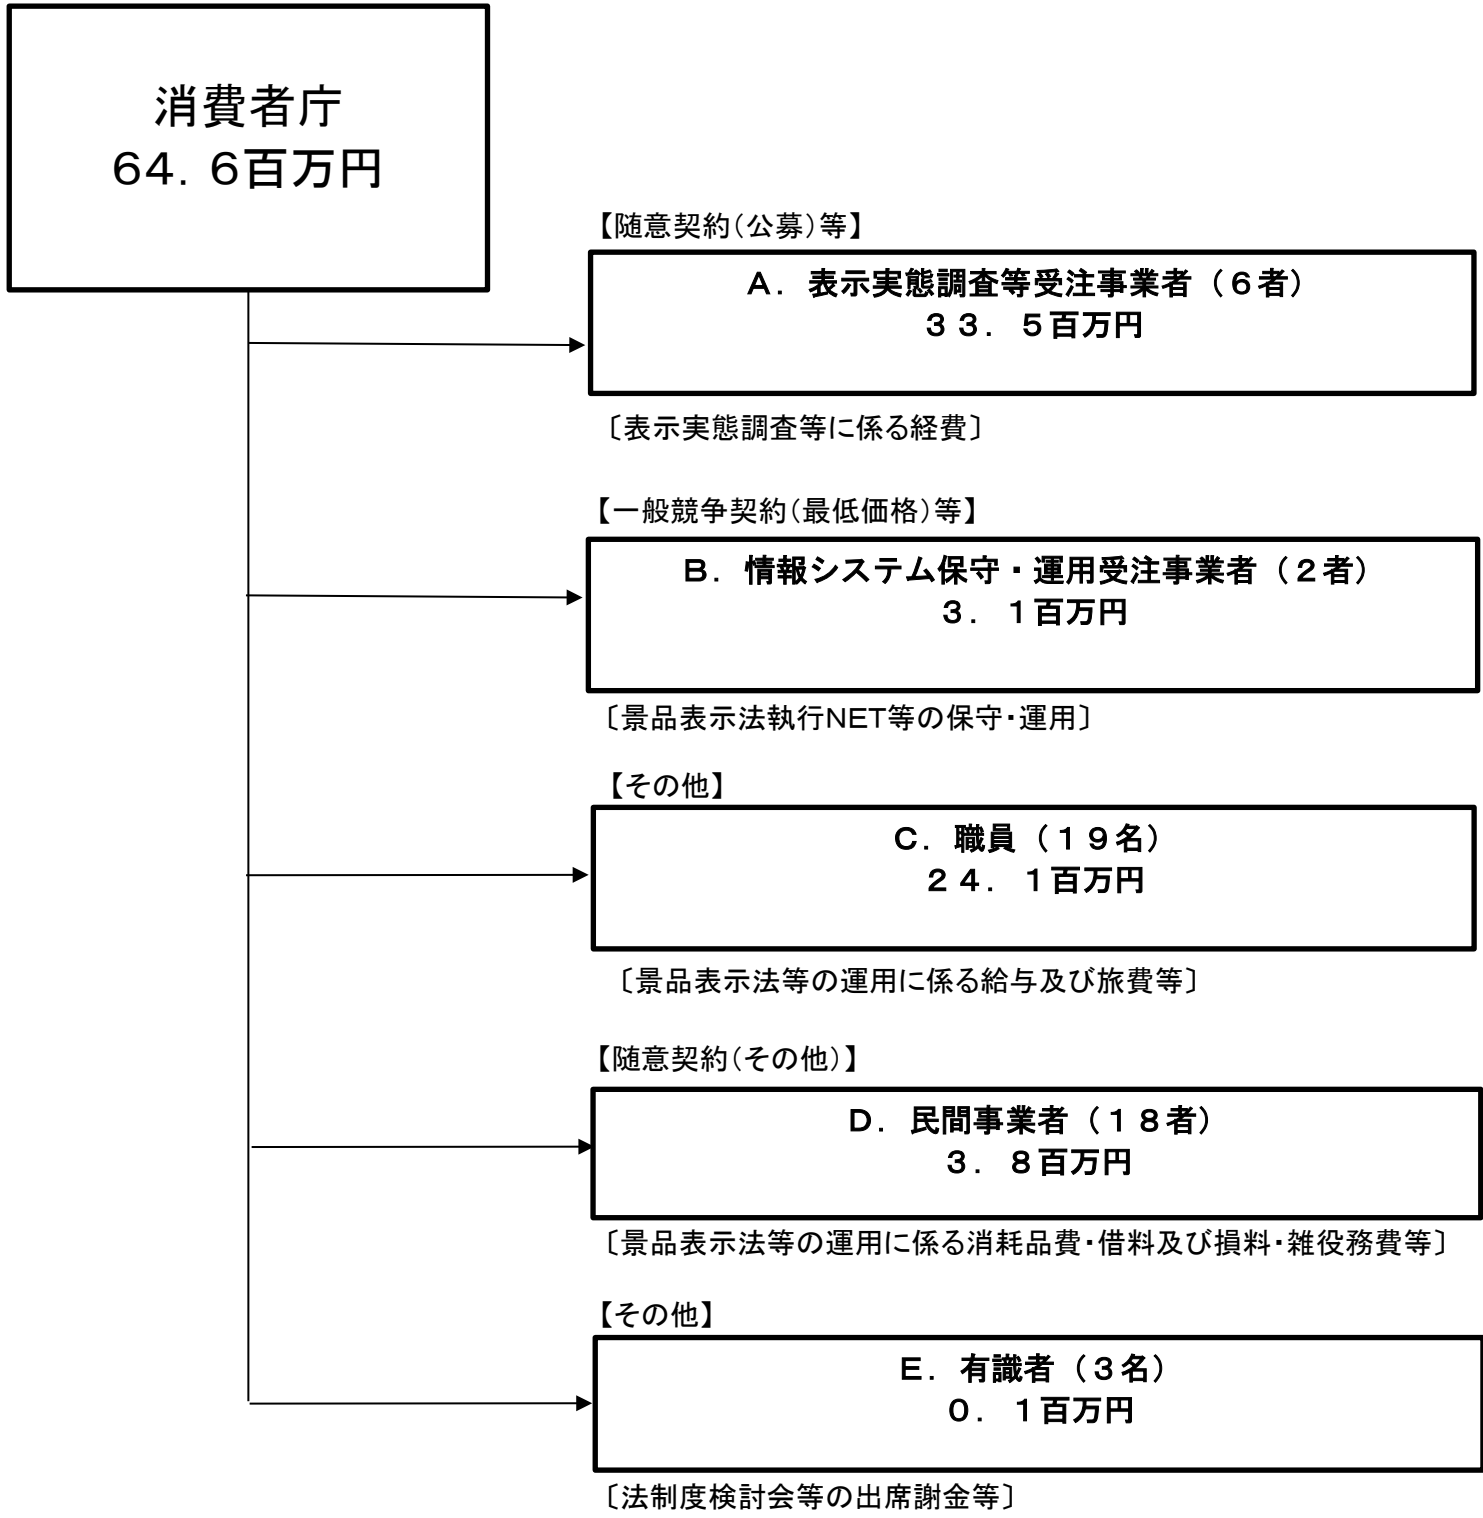 消費者庁
６４．６百万円
【随意契約（公募）等】
Ａ．表示実態調査等受注事業者（６者）
３３．５百万円
〔表示実態調査等に係る経費〕
【一般競争契約（最低価格）等】
Ｂ．情報システム保守・運用受注事業者（２者）
３．１百万円
〔景品表示法執行NET等の保守・運用〕
【その他】
Ｃ．職員（１９名）
２４．１百万円
〔景品表示法等の運用に係る給与及び旅費等〕
【随意契約（その他）】
Ｄ．民間事業者（１８者）
３．８百万円
〔景品表示法等の運用に係る消耗品費・借料及び損料・雑役務費等〕
【その他】
Ｅ．有識者（３名）
０．１百万円
〔法制度検討会等の出席謝金等〕